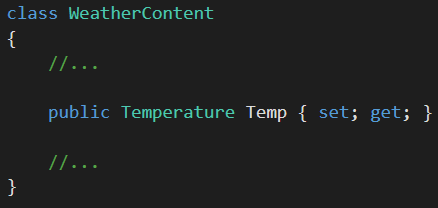 class WeatherContent
{
    //...
    public Temperature Temp { set; get; }
    //...
}